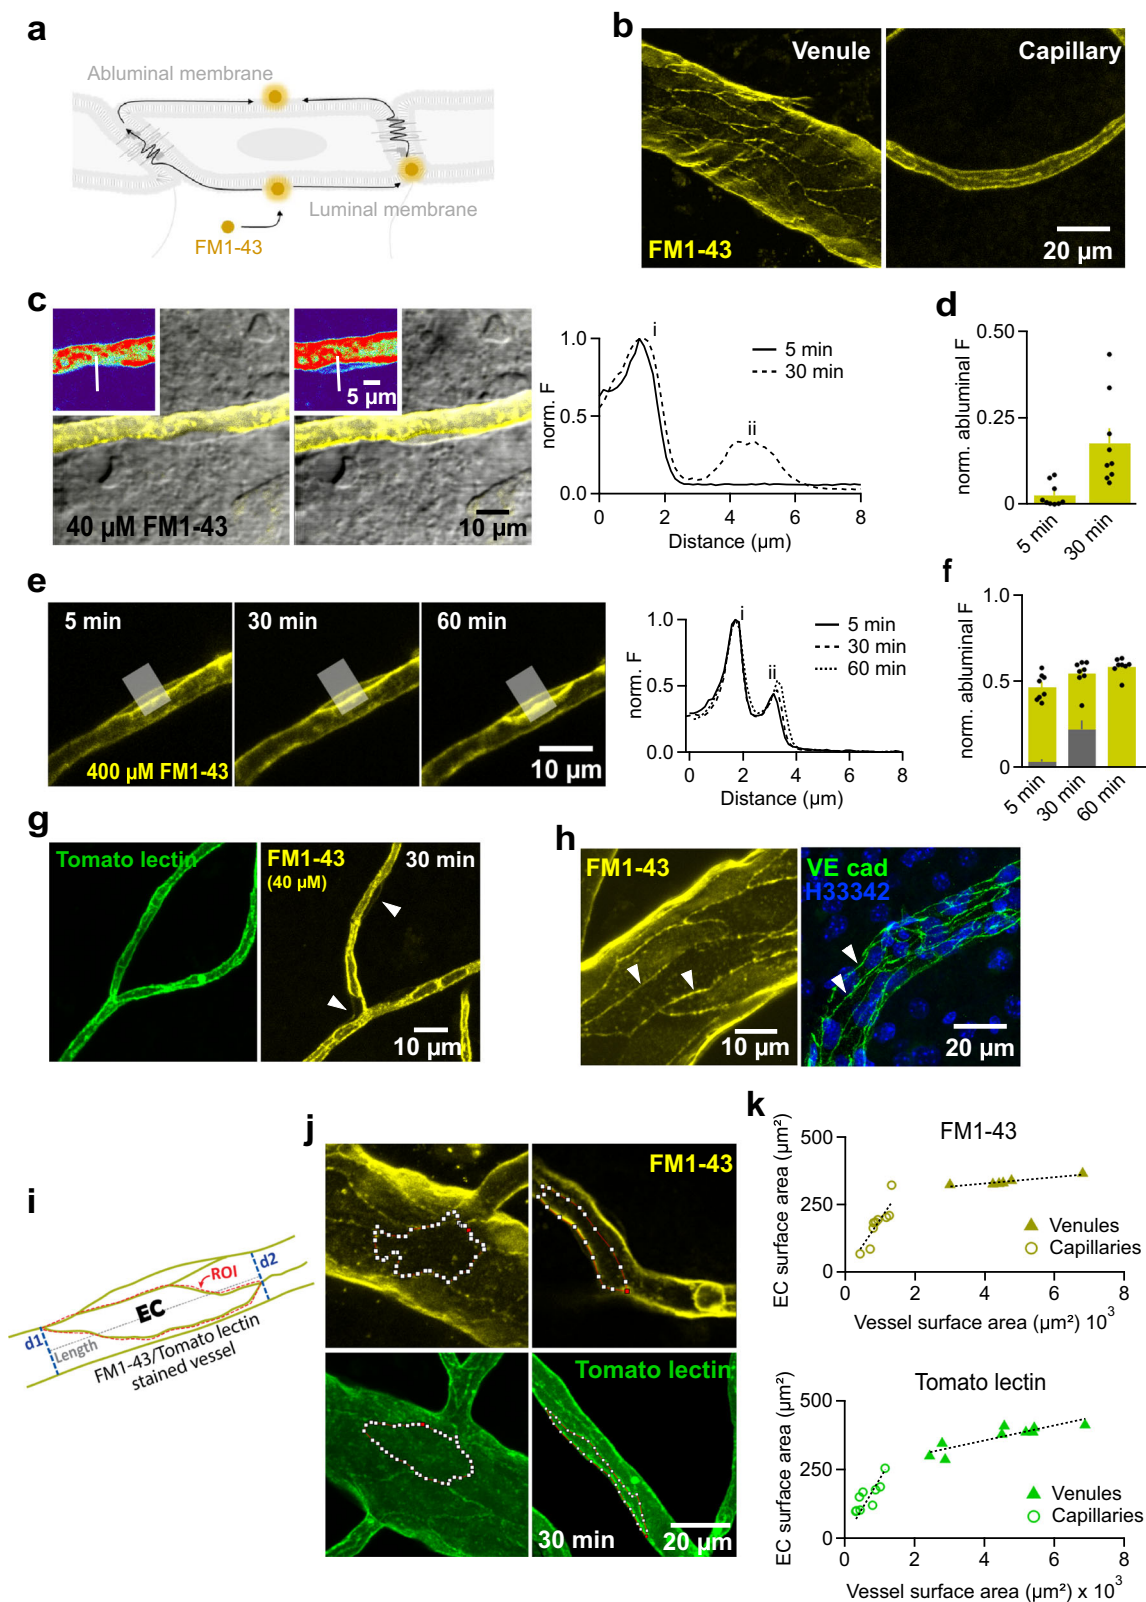 a
Abluminal membrane
Luminal membrane
FM1-43
b
Venule
Capillary
FM1-43
20 µm
c
5 µm
40 µM FM1-43
10 µm
norm. F
1.0
0.5
0.0
i
ii
5 min
30 min
0 2 4 6 8
Distance (µm)
d
norm. abluminal F
0.50
0.25
0
5 min
30 min
e
5 min
30 min
60 min
400 µM FM1-43
10 µm
norm. F
1.0
0.5
0.0
i
ii
5 min
30 min
60 min
0 2 4 6 8
Distance (µm)
f
norm. abluminal F
1.0
0.5
0
5 min
30 min
60 min
g
Tomato lectin
FM1-43
(40 µM)
30 min
10 µm
h
FM1-43
10 µm
VE cad
H33342
20 µm
i
d1
d2
ROI
EC
Length
FM1-43/Tomato lectin
stained vessel
j
FM1-43
Tomato lectin
30 min
20 µm
k
FM1-43
EC surface area (µm²)
500
250
0
Venules
Capillaries
0 2 4 6 8
Vessel surface area (µm²) 10³
Tomato lectin
EC surface area (µm²)
500
250
0
Venules
Capillaries
0 2 4 6 8
Vessel surface area (µm²) x 10³